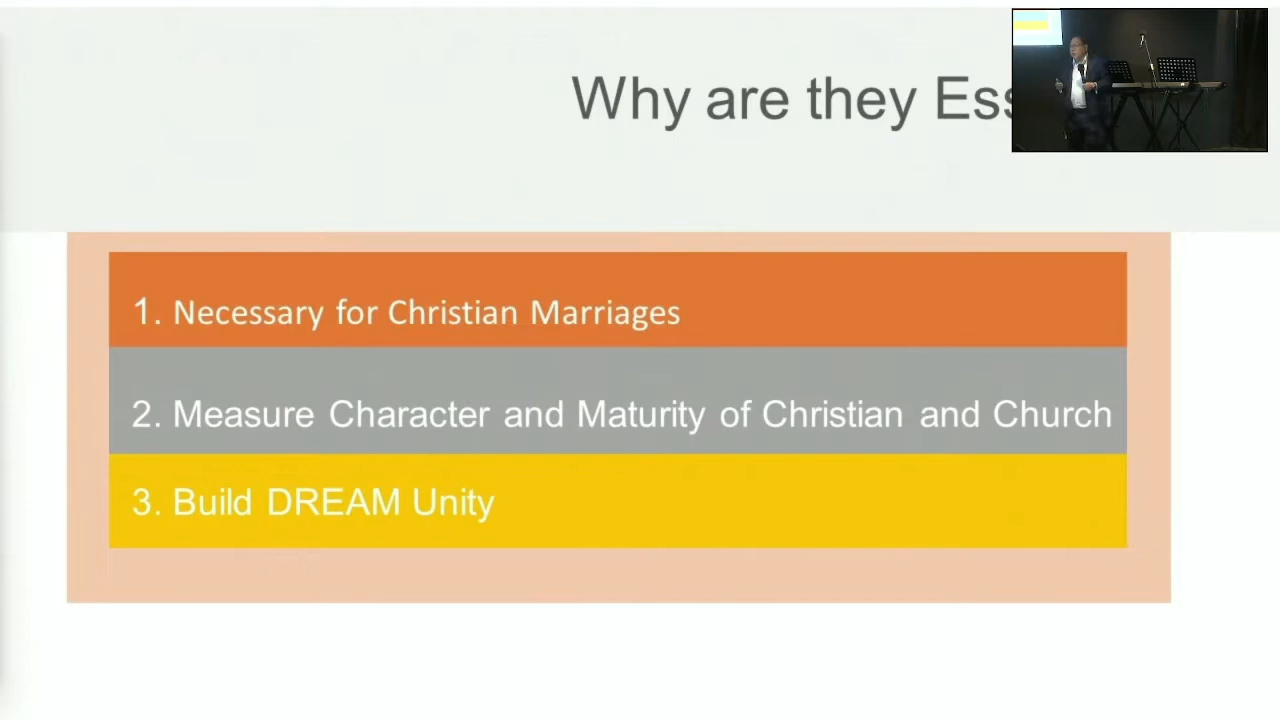 Why are they
1. Necessary for Christian Marriages
2. Measure Character and Maturity of Christian and Church
3. Build DREAM Unity